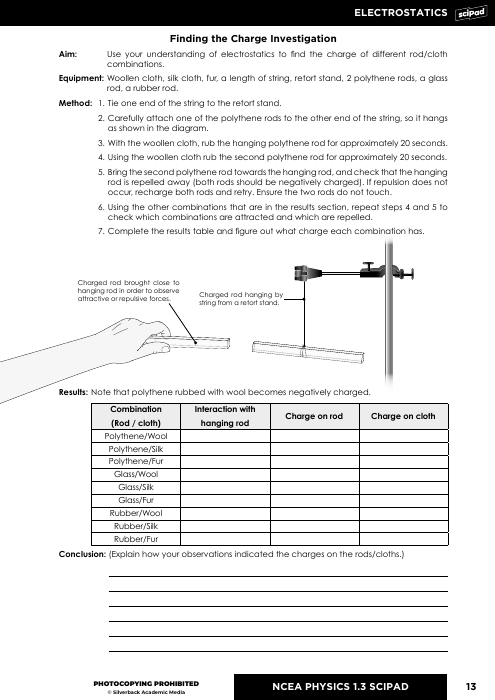 ELECTROSTATICS
scipad
Finding the Charge Investigation
Aim: Use your understanding of electrostatics to find the charge of different rod/cloth
combinations.
Equipment: Woollen cloth, silk cloth, fur, a length of string, retort stand, 2 polythene rods, a glass
rod, a rubber rod.
Method: 1. Tie one end of the string to the retort stand.
2. Carefully attach one of the polythene rods to the other end of the string, so it hangs
as shown in the diagram.
3. With the woollen cloth, rub the hanging polythene rod for approximately 20 seconds.
4. Using the woollen cloth rub the second polythene rod for approximately 20 seconds.
5. Bring the second polythene rod towards the hanging rod, and check that the hanging
rod is repelled away (both rods should be negatively charged). If repulsion does not
occur, recharge both rods and retry. Ensure the two rods do not touch.
6. Using the other combinations that are in the results section, repeat steps 4 and 5 to
check which combinations are attracted and which are repelled.
7. Complete the results table and figure out what charge each combination has.
Charged rod brought close to
hanging rod in order to observe
attractive or repulsive forces.
Charged rod hanging by
string from a retort stand.
Results: Note that polythene rubbed with wool becomes negatively charged.
Combination
(Rod / cloth)
Interaction with
hanging rod
Charge on rod
Charge on cloth
Polythene/Wool
Polythene/Silk
Polythene/Fur
Glass/Wool
Glass/Silk
Glass/Fur
Rubber/Wool
Rubber/Silk
Rubber/Fur
Conclusion: (Explain how your observations indicated the charges on the rods/cloths.)
PHOTOCOPYING PROHIBITED
© Silverback Academic Media
NCEA PHYSICS 1.3 SCIPAD
13